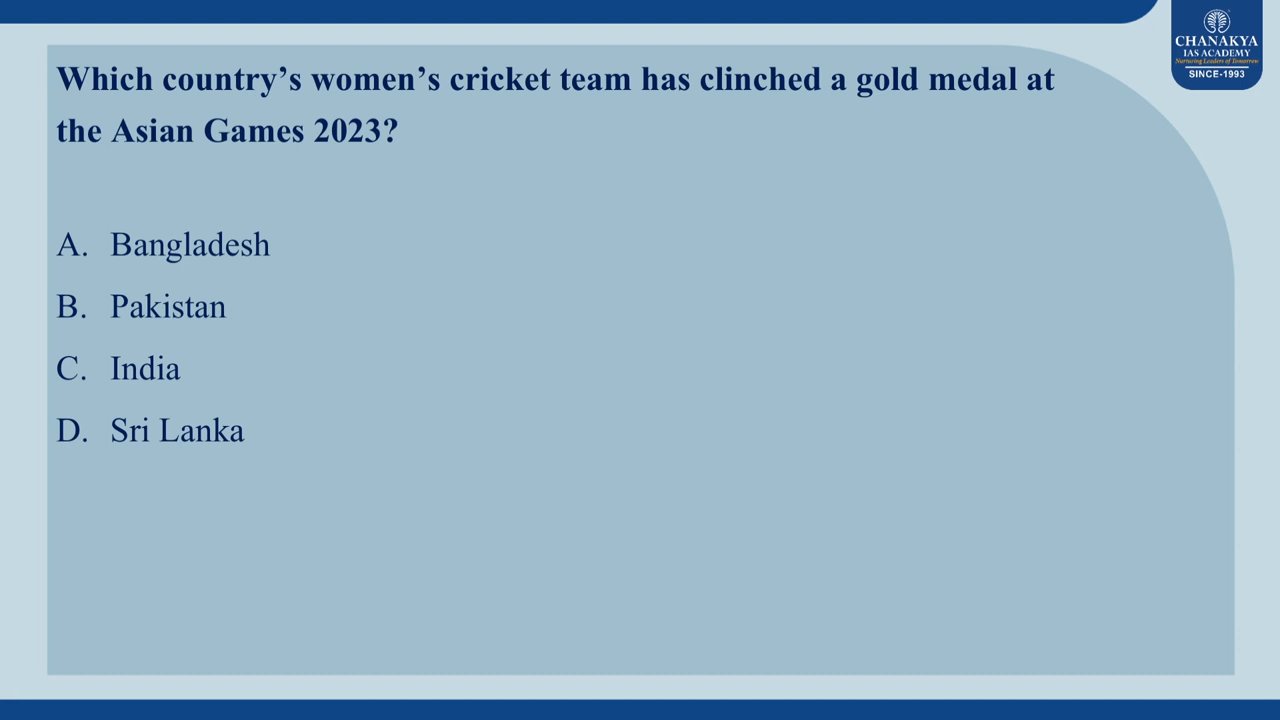 CHANAKYA
IAS ACADEMY
Nurturing Leaders of Tomorrow
SINCE-1993
Which country’s women’s cricket team has clinched a gold medal at
the Asian Games 2023?
A. Bangladesh
B. Pakistan
C. India
D. Sri Lanka